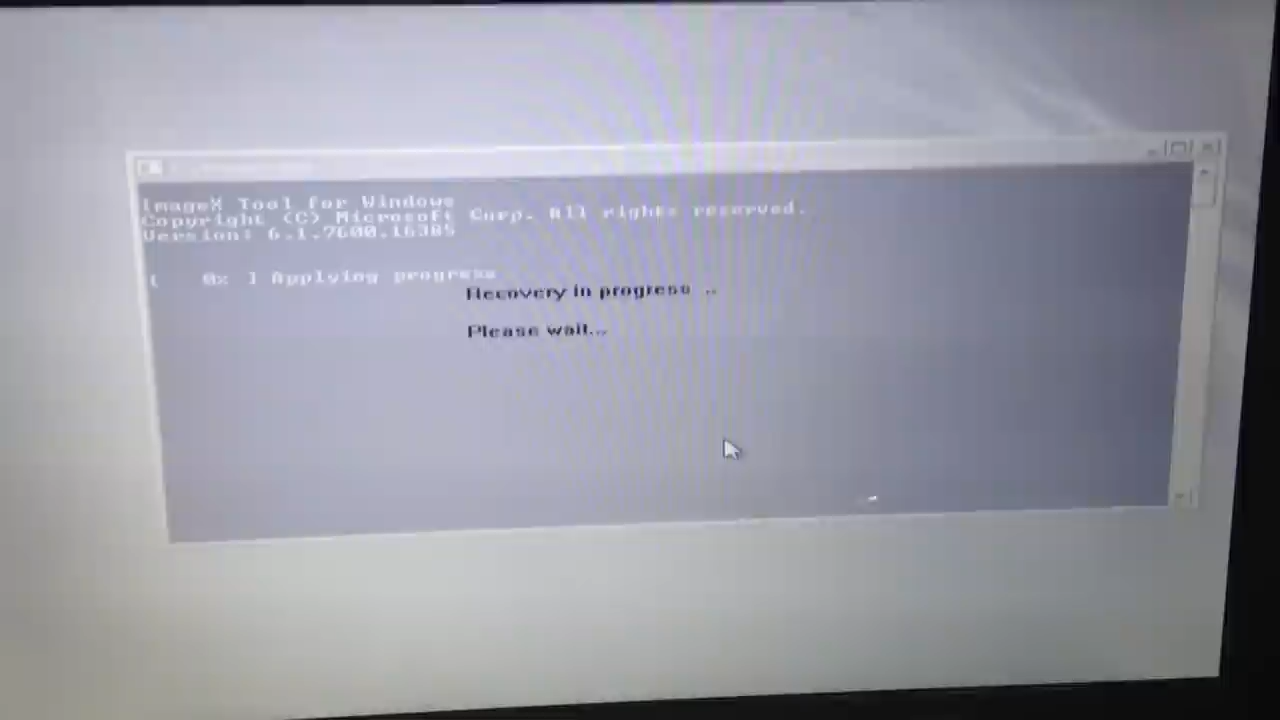 ImageX Tool for Windows
Copyright (C) Microsoft Corp. All rights reserved.
Version: 6.1.7600.16385
[ 0% ] Applying progress
Recovery in progress ..
Please wait...